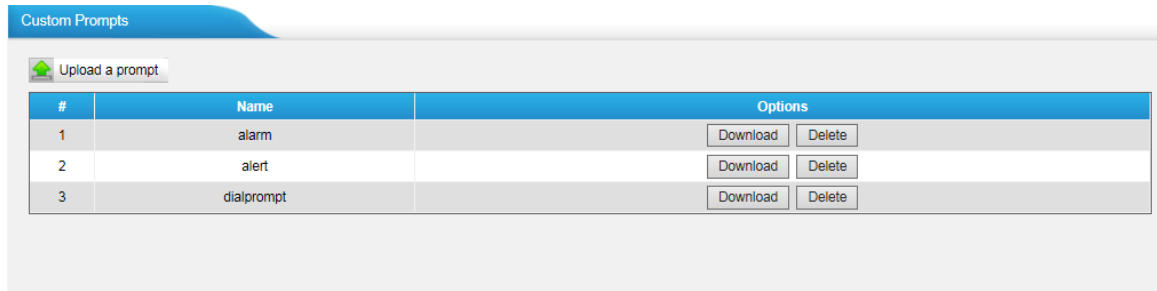 Custom Prompts
Upload a prompt
# Name Options
1 alarm Download Delete
2 alert Download Delete
3 dialprompt Download Delete